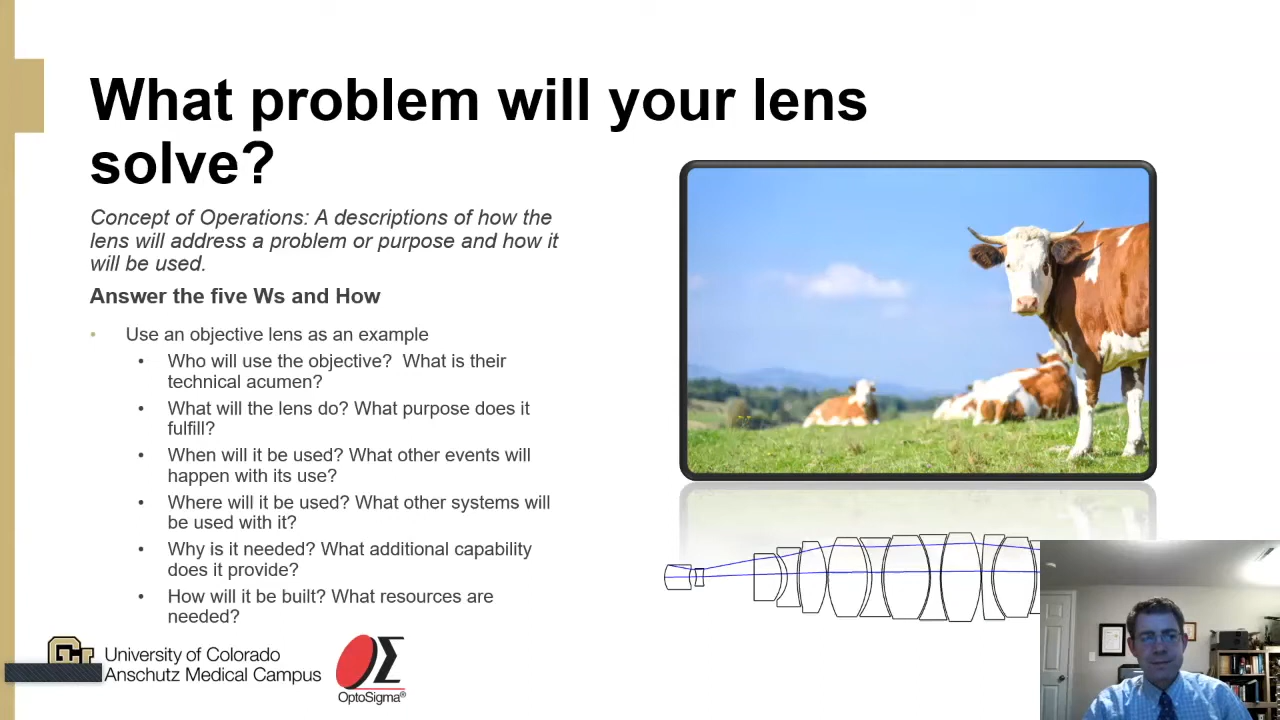 What problem will your lens
solve?
Concept of Operations: A descriptions of how the
lens will address a problem or purpose and how it
will be used.
Answer the five Ws and How
• Use an objective lens as an example
• Who will use the objective?  What is their
technical acumen?
• What will the lens do? What purpose does it
fulfill?
• When will it be used? What other events will
happen with its use?
• Where will it be used? What other systems will
be used with it?
• Why is it needed? What additional capability
does it provide?
• How will it be built? What resources are
needed?
University of Colorado
Anschutz Medical Campus
OptoSigma®